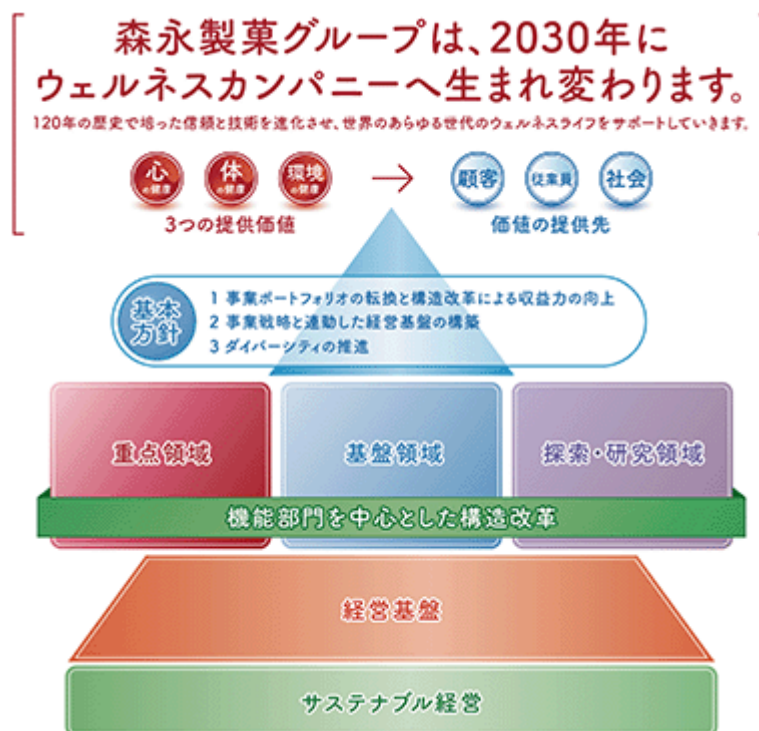 森永製菓グループは、2030年に
ウェルネスカンパニーへ生まれ変わります。
120年の歴史で培った信頼と技術を進化させ、世界のあらゆる世代のウェルネスライフをサポートしていきます。
心の健康
体の健康
環境の健康
→
顧客
従業員
社会
3つの提供価値
価値の提供先
基本方針
1 事業ポートフォリオの転換と構造改革による収益力の向上
2 事業戦略と連動した経営基盤の構築
3 ダイバーシティの推進
重点領域
基盤領域
探索・研究領域
機能部門を中心とした構造改革
経営基盤
サステナブル経営